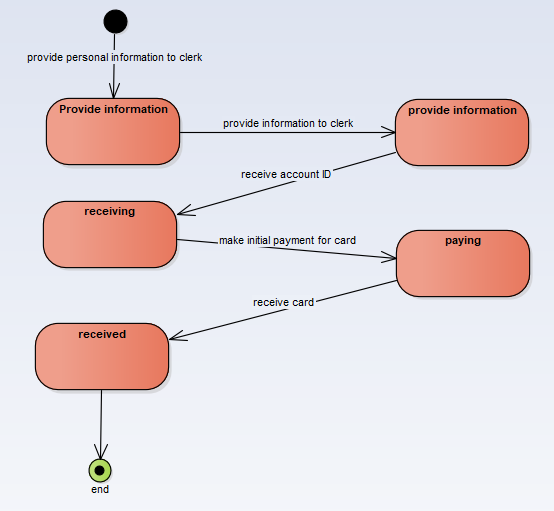 provide personal information to clerk
Provide information
provide information to clerk
provide information
receive account ID
receiving
make initial payment for card
paying
receive card
received
end